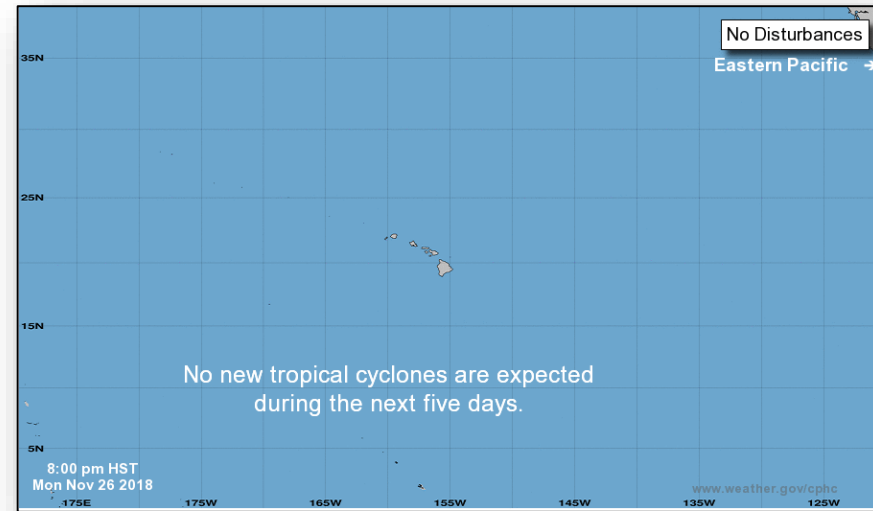 No Disturbances
Eastern Pacific →
35N
25N
15N
No new tropical cyclones are expected
during the next five days.
5N
8:00 pm HST
Mon Nov 26 2018
www.weather.gov/cphc
175E 175W 165W 155W 145W 135W 125W